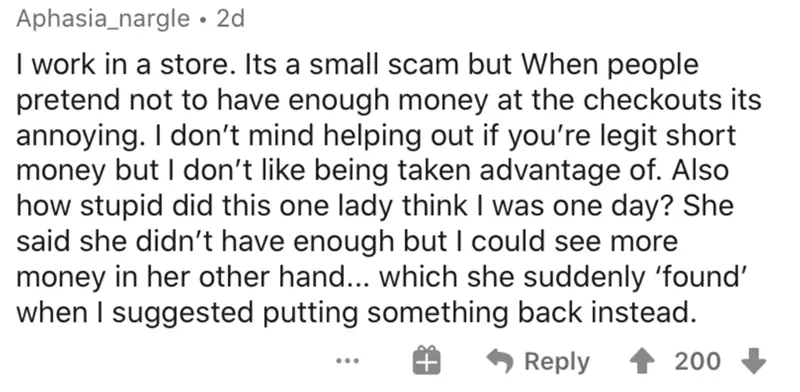 Aphasia_nargle • 2d
I work in a store. Its a small scam but When people
pretend not to have enough money at the checkouts its
annoying. I don’t mind helping out if you’re legit short
money but I don’t like being taken advantage of. Also
how stupid did this one lady think I was one day? She
said she didn’t have enough but I could see more
money in her other hand... which she suddenly ‘found’
when I suggested putting something back instead.
... Reply 200